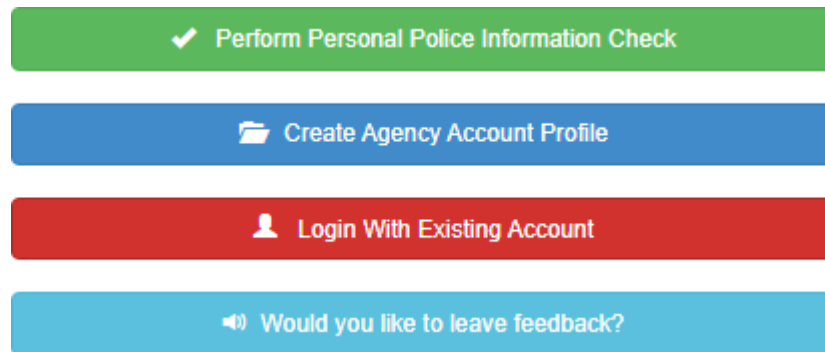 Perform Personal Police Information Check
Create Agency Account Profile
Login With Existing Account
Would you like to leave feedback?